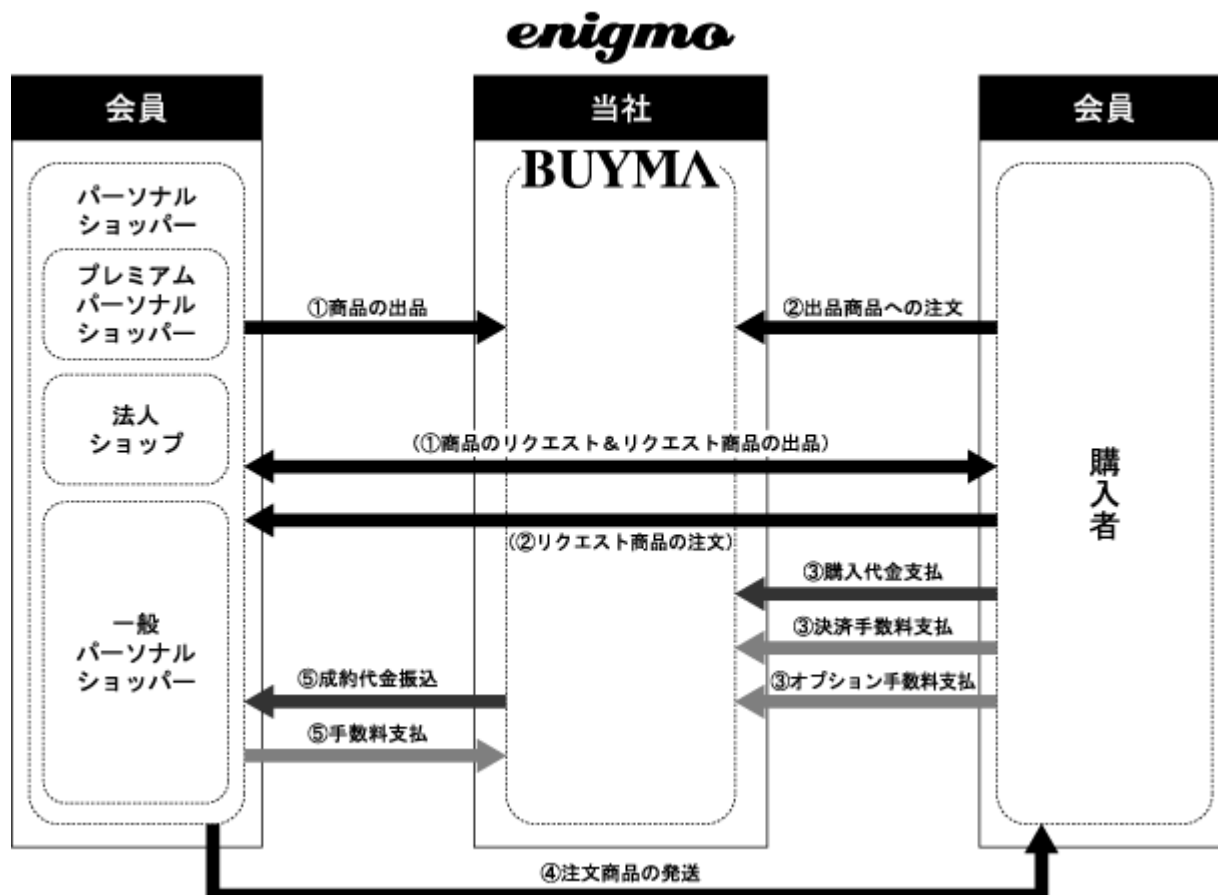 enigmo
会員
当社
会員
BUYMA
パーソナル
ショッパー
プレミアム
パーソナル
ショッパー
①商品の出品
②出品商品への注文
法人
ショップ
(①商品のリクエスト＆リクエスト商品の出品)
購入者
(②リクエスト商品の注文)
③購入代金支払
一般
パーソナル
ショッパー
③決済手数料支払
⑤成約代金振込
③オプション手数料支払
⑤手数料支払
④注文商品の発送